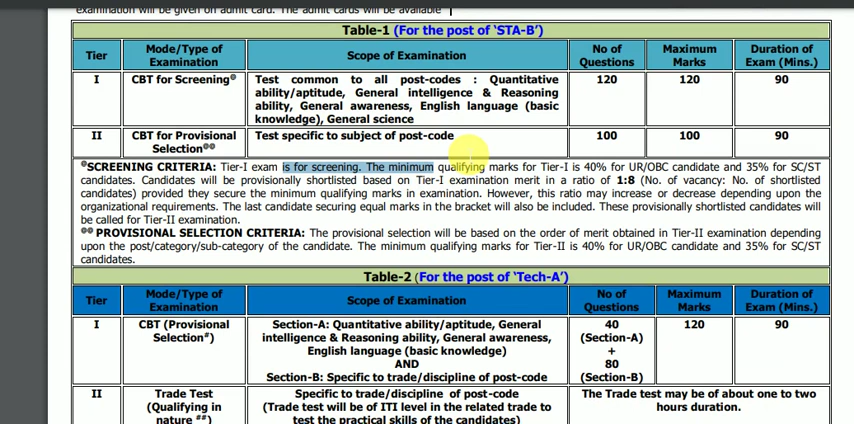 examination will be given on admit card. The admit cards will be available
Table-1 (For the post of 'STA-B')
Tier Mode/Type of Examination Scope of Examination No of Questions Maximum Marks Duration of Exam (Mins.)
I CBT for Screening@ Test common to all post-codes : Quantitative 120 120 90
ability/aptitude, General intelligence & Reasoning
ability, General awareness, English language (basic
knowledge), General science
II CBT for Provisional Selection@@ Test specific to subject of post-code 100 100 90
@SCREENING CRITERIA: Tier-I exam is for screening. The minimum qualifying marks for Tier-I is 40% for UR/OBC candidate and 35% for SC/ST
candidates. Candidates will be provisionally shortlisted based on Tier-I examination merit in a ratio of 1:8 (No. of vacancy: No. of shortlisted
candidates) provided they secure the minimum qualifying marks in examination. However, this ratio may increase or decrease depending upon the
organizational requirements. The last candidate securing equal marks in the bracket will also be included. These provisionally shortlisted candidates will
be called for Tier-II examination.
@@ PROVISIONAL SELECTION CRITERIA: The provisional selection will be based on the order of merit obtained in Tier-II examination depending
upon the post/category/sub-category of the candidate. The minimum qualifying marks for Tier-II is 40% for UR/OBC candidate and 35% for SC/ST
candidates.
Table-2 (For the post of 'Tech-A')
Tier Mode/Type of Examination Scope of Examination No of Questions Maximum Marks Duration of Exam (Mins.)
I CBT (Provisional Selection#) Section-A: Quantitative ability/aptitude, General 40 120 90
intelligence & Reasoning ability, General awareness, (Section-A)
English language (basic knowledge) +
AND 80
Section-B: Specific to trade/discipline of post-code (Section-B)
II Trade Test Specific to trade/discipline of post-code The Trade test may be of about one to two
(Qualifying in (Trade test will be of ITI level in the related trade to hours duration.
nature ##) test the practical skills of the candidates)